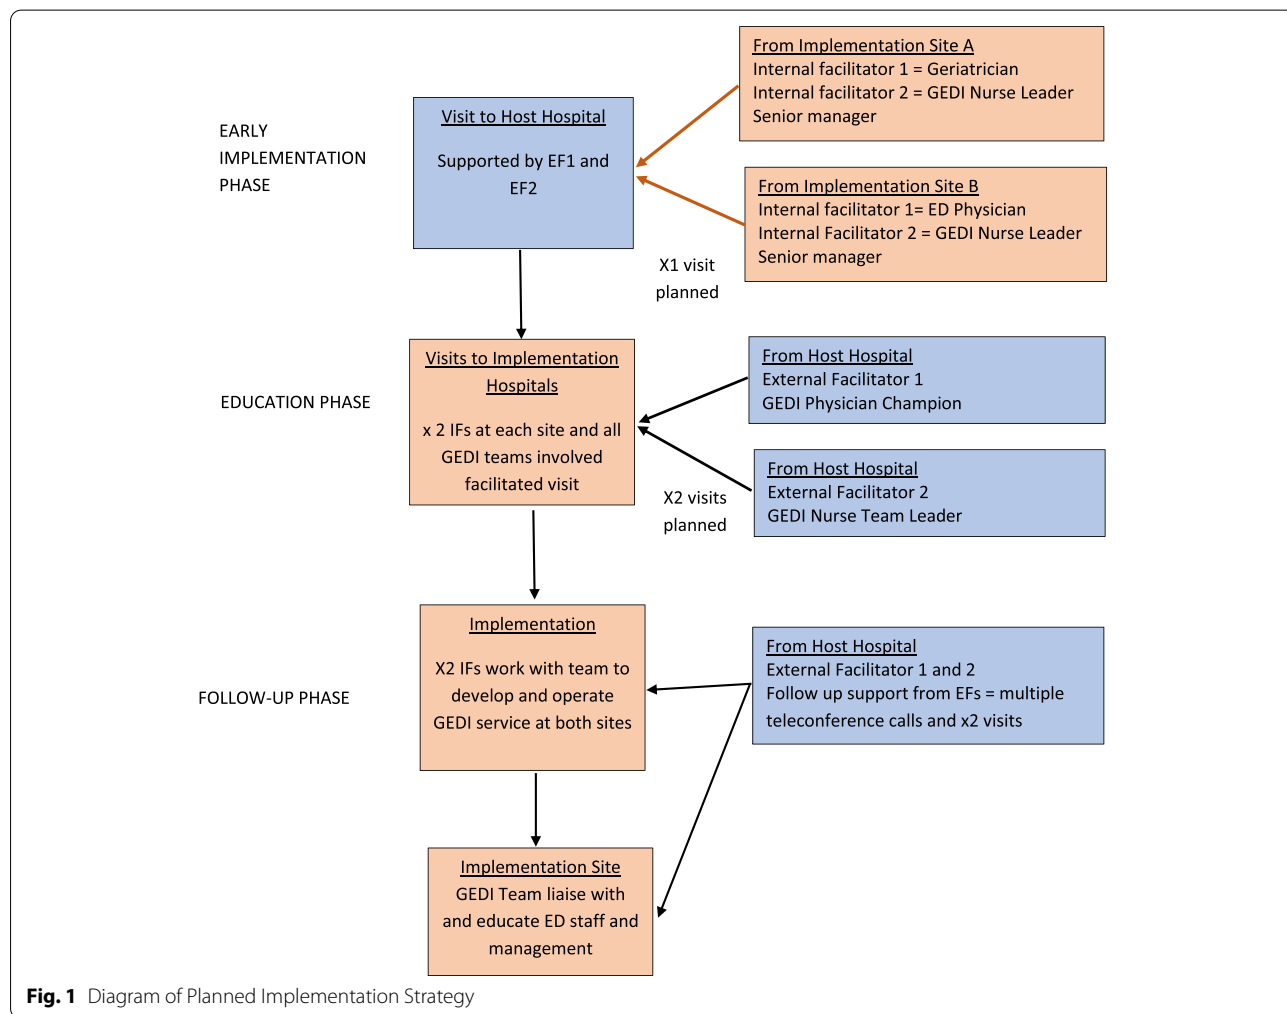 EARLY
IMPLEMENTATION
PHASE
Visit to Host Hospital
Supported by EF1 and
EF2
From Implementation Site A
Internal facilitator 1 = Geriatrician
Internal facilitator 2 = GEDI Nurse Leader
Senior manager
From Implementation Site B
Internal facilitator 1= ED Physician
Internal Facilitator 2 = GEDI Nurse Leader
Senior manager
X1 visit
planned
EDUCATION PHASE
Visits to Implementation
Hospitals
x 2 IFs at each site and all
GEDI teams involved
facilitated visit
From Host Hospital
External Facilitator 1
GEDI Physician Champion
From Host Hospital
External Facilitator 2
GEDI Nurse Team Leader
X2 visits
planned
FOLLOW-UP PHASE
Implementation
X2 IFs work with team to
develop and operate
GEDI service at both sites
From Host Hospital
External Facilitator 1 and 2
Follow up support from EFs = multiple
teleconference calls and x2 visits
Implementation Site
GEDI Team liaise with
and educate ED staff and
management
Fig. 1 Diagram of Planned Implementation Strategy